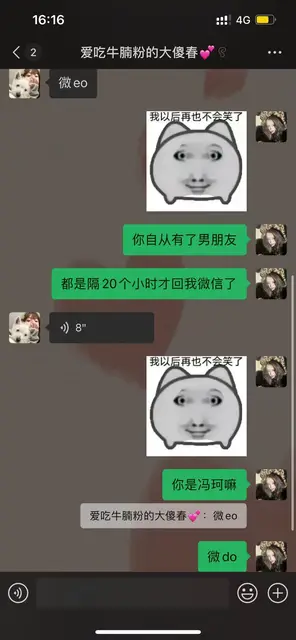 16:16
4G
2
爱吃牛腩粉的大傻春💕
···
微eo
我以后再也不会笑了
你自从有了男朋友
都是隔20个小时才回我微信了
8"
我以后再也不会笑了
你是冯珂嘛
爱吃牛腩粉的大傻春💕：微eo
微do